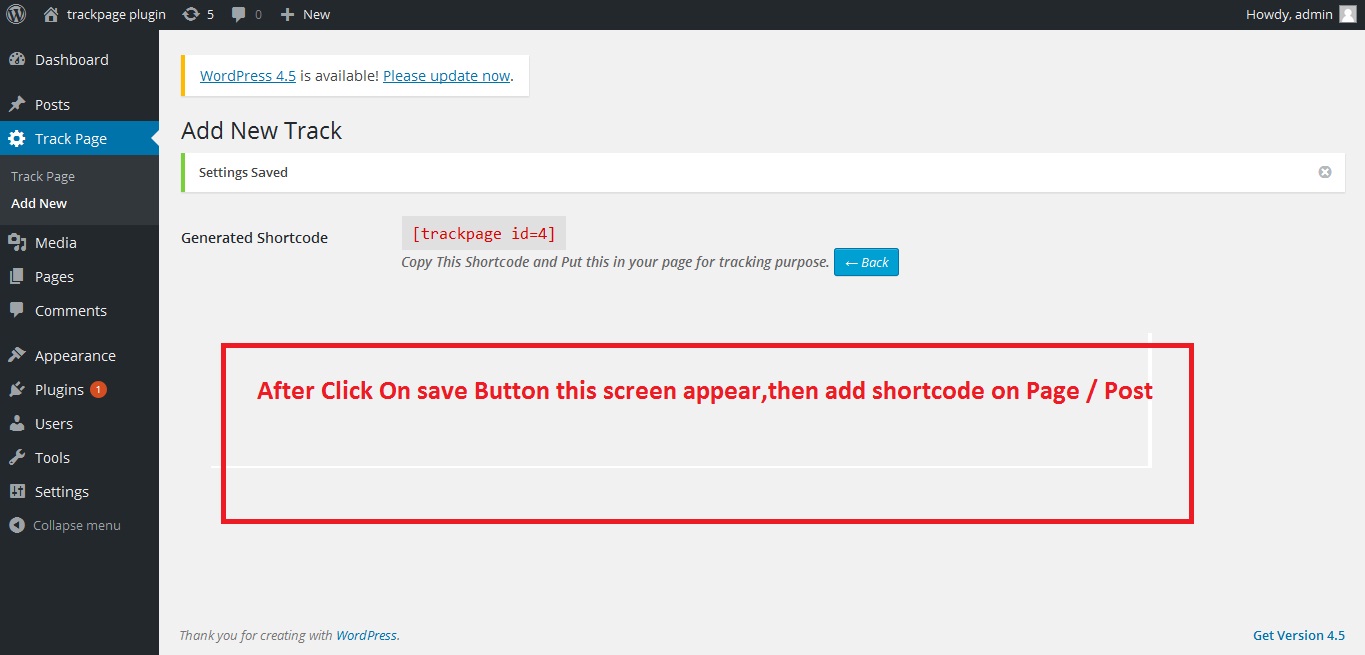 trackpage plugin 5 0 New Howdy, admin
Dashboard
Posts
Track Page
Track Page
Add New
Media
Pages
Comments
Appearance
Plugins 1
Users
Tools
Settings
Collapse menu
WordPress 4.5 is available! Please update now.
Add New Track
Settings Saved
Generated Shortcode [trackpage id=4]
Copy This Shortcode and Put this in your page for tracking purpose. ← Back
After Click On save Button this screen appear,then add shortcode on Page / Post
Thank you for creating with WordPress. Get Version 4.5